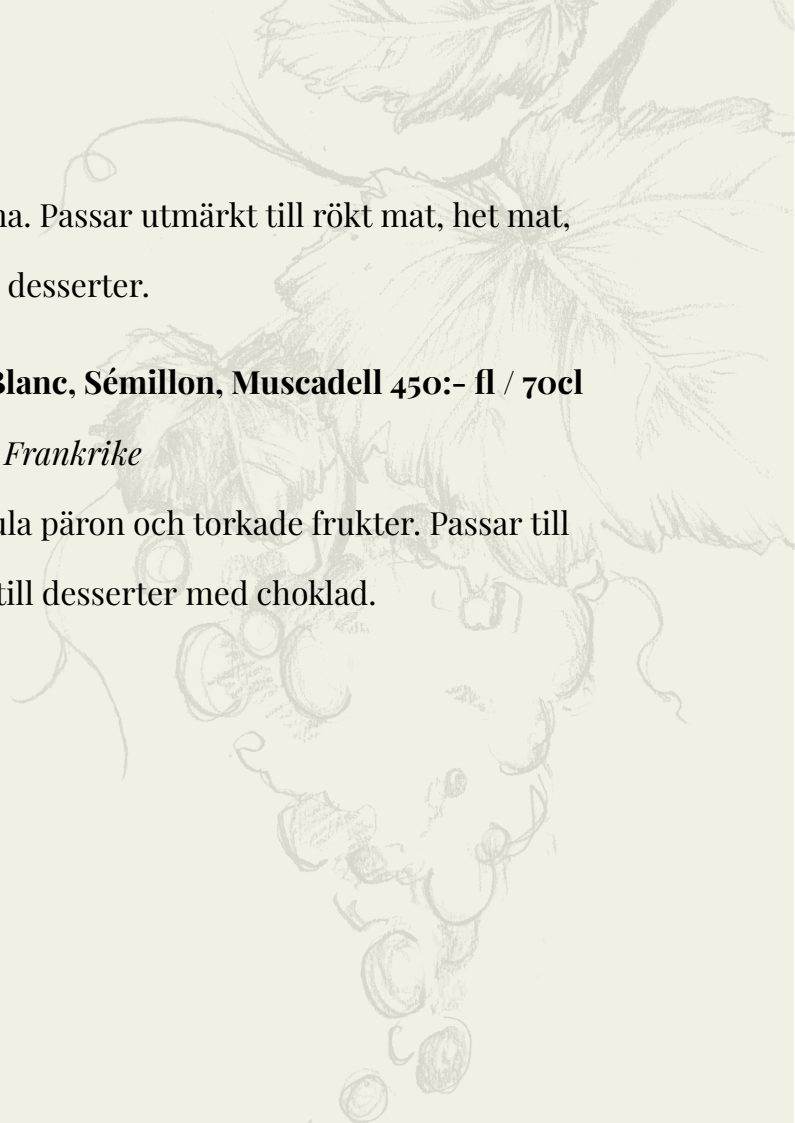 na. Passar utmärkt till rökt mat, het mat,
desserter.
Blanc, Sémillon, Muscadell 450:- fl / 70cl
Frankrike
ula päron och torkade frukter. Passar till
till desserter med choklad.